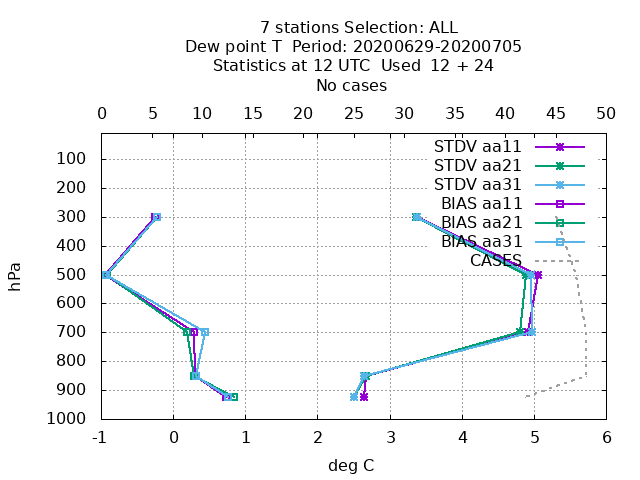 7 stations Selection: ALL
Dew point T  Period: 20200629-20200705
Statistics at 12 UTC  Used  12 + 24
No cases
0 5 10 15 20 25 30 35 40 45 50
STDV aa11
STDV aa21
STDV aa31
BIAS aa11
BIAS aa21
BIAS aa31
CASES
hPa
100
200
300
400
500
600
700
800
900
1000
-1 0 1 2 3 4 5 6
deg C